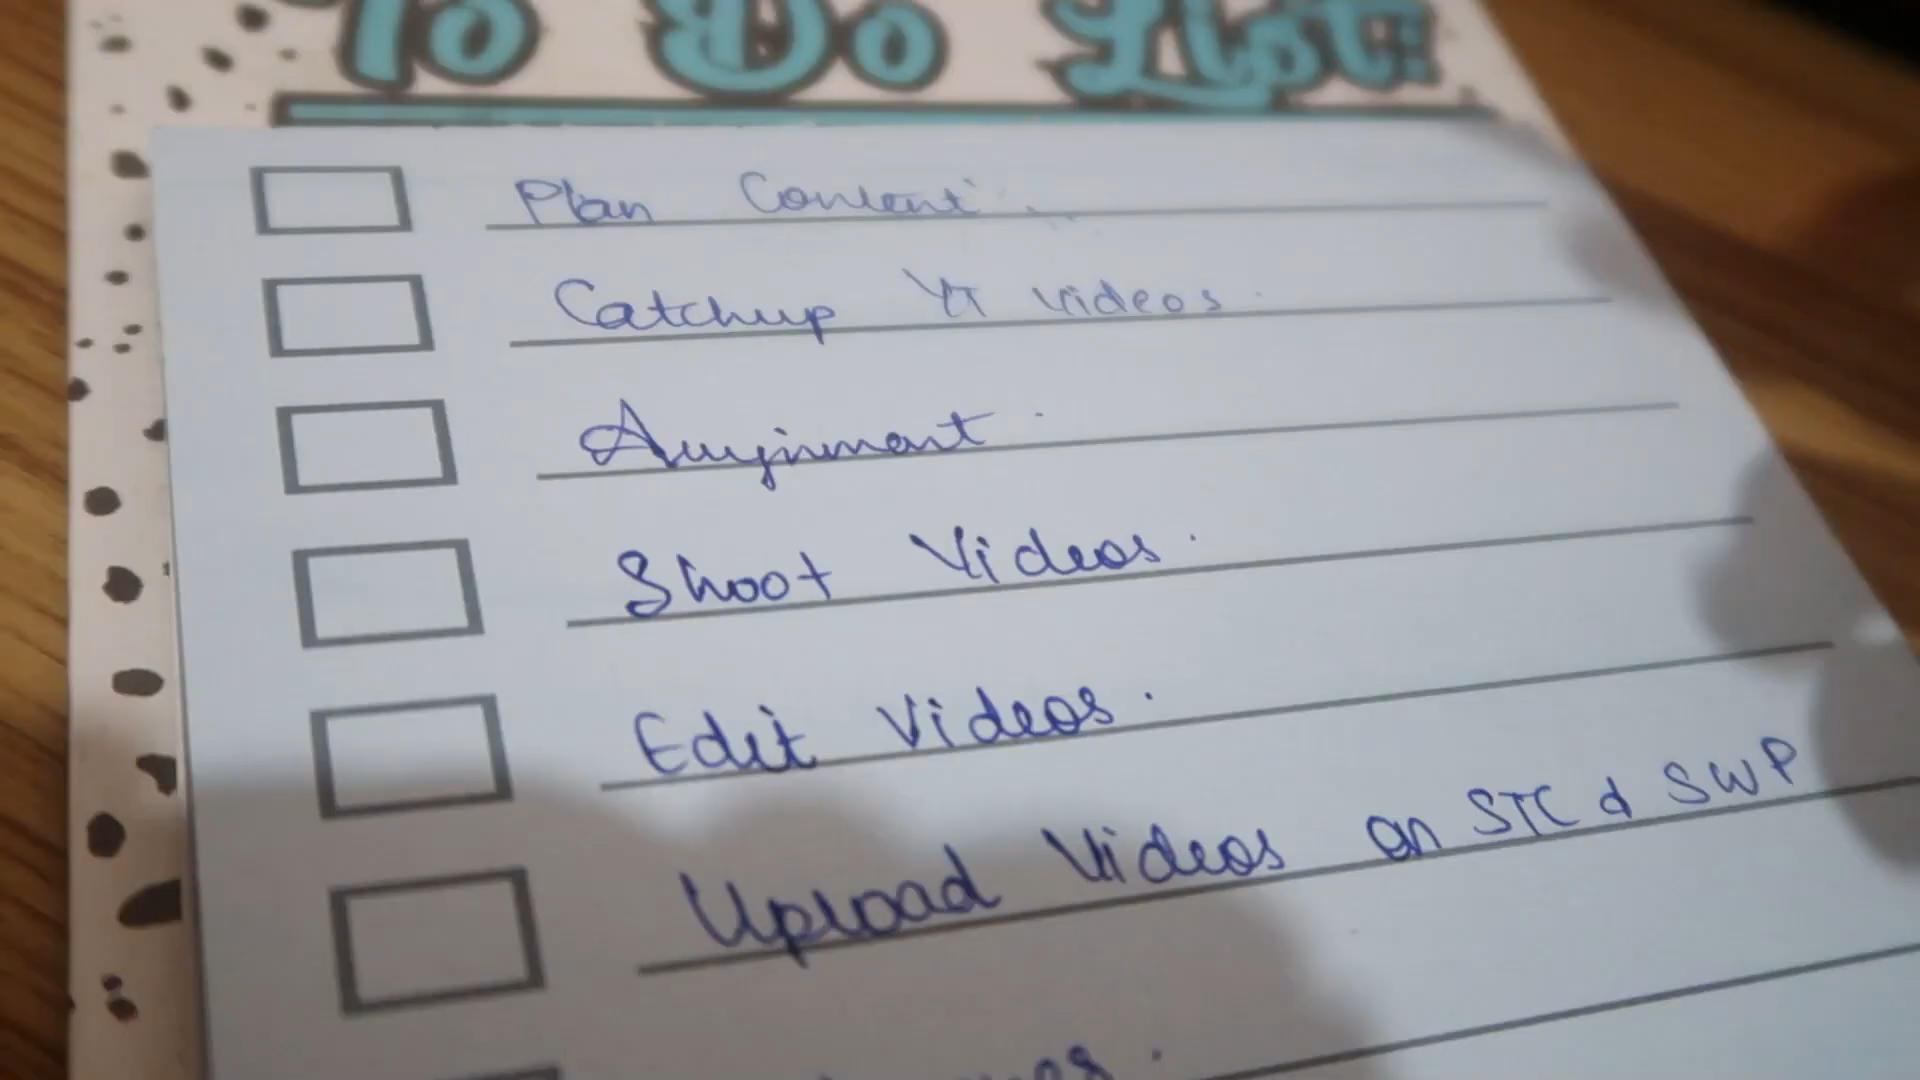 To Do List:
Plan Content.
Catchup YT videos.
Assignment.
Shoot Videos.
Edit Videos.
Upload Videos on STC & SWP